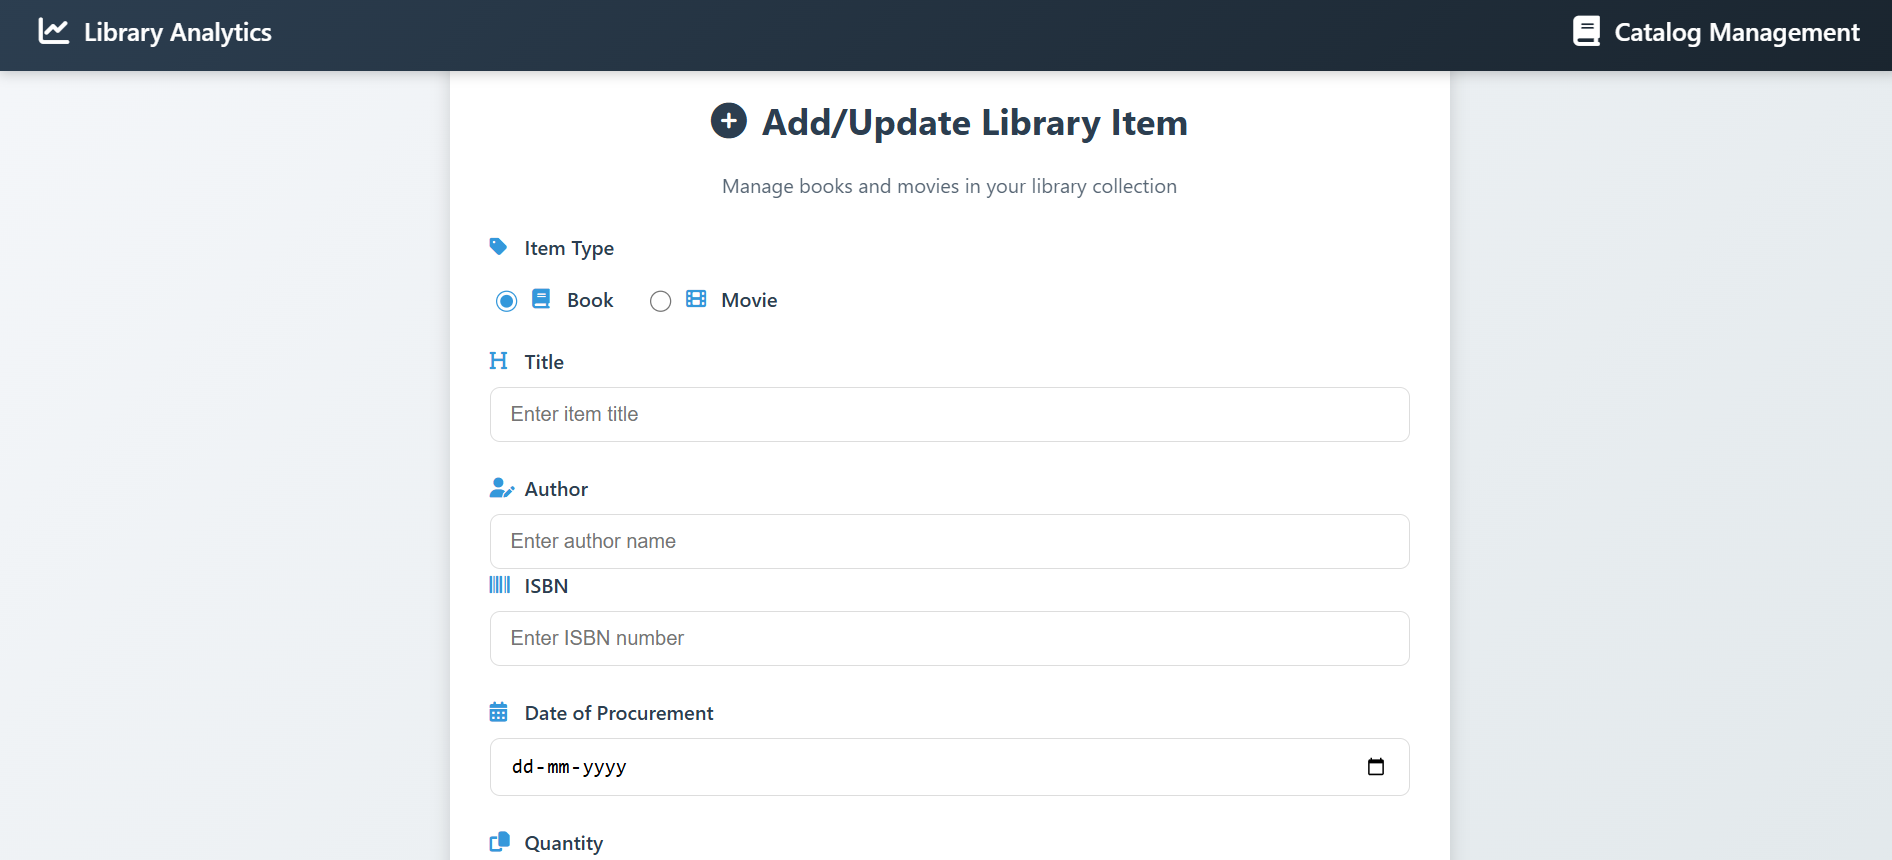 Library Analytics
Catalog Management
Add/Update Library Item
Manage books and movies in your library collection
Item Type
Book
Movie
Title
Enter item title
Author
Enter author name
ISBN
Enter ISBN number
Date of Procurement
dd-mm-yyyy
Quantity